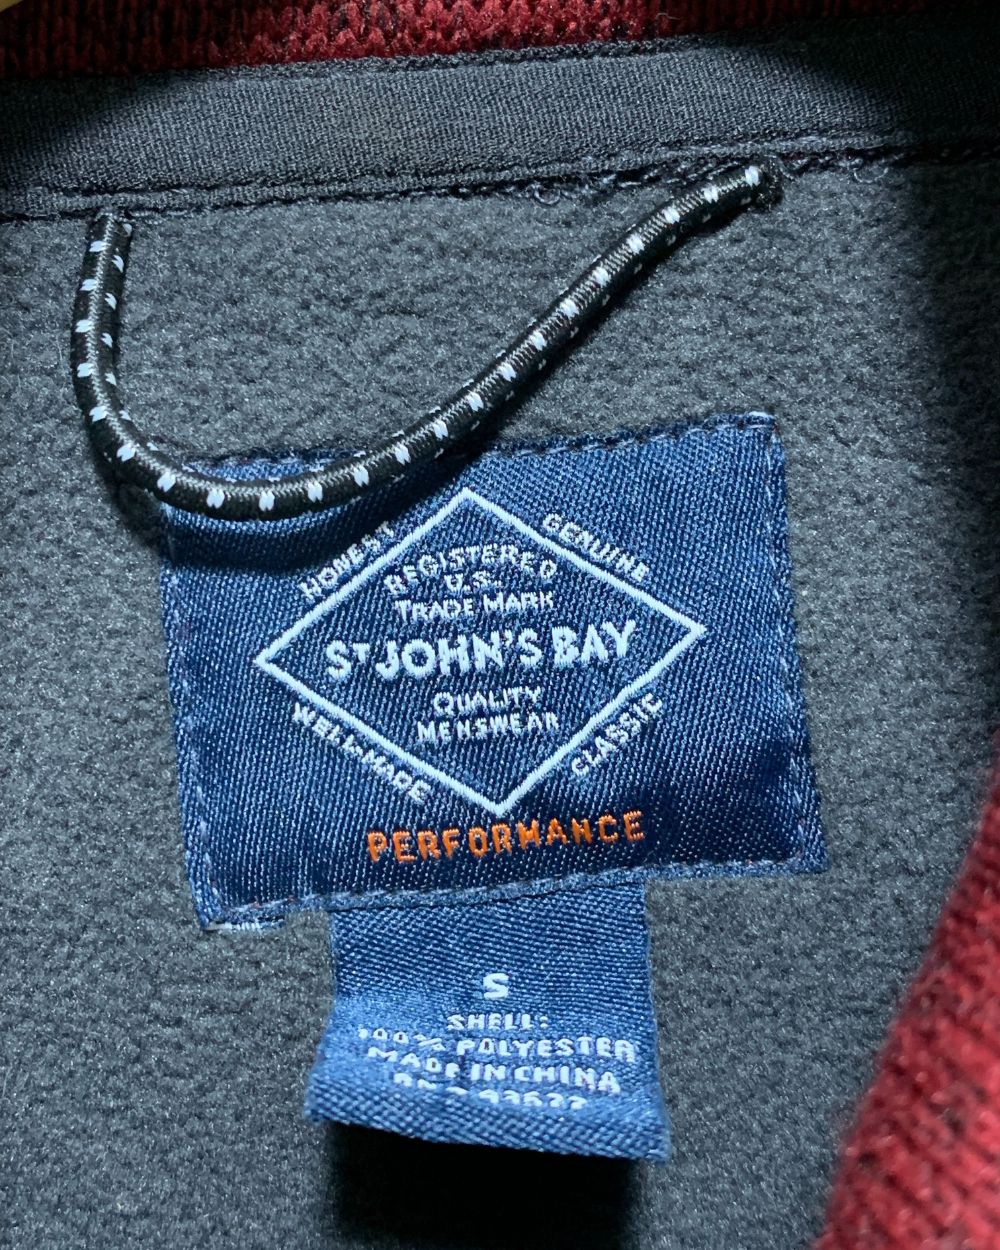 HONEST
GENUINE
REGISTERED
U.S.
TRADE MARK
ST JOHN'S BAY
QUALITY
MENSWEAR
WELL-MADE
CLASSIC
PERFORMANCE
S
SHELL:
100% POLYESTER
MADE IN CHINA